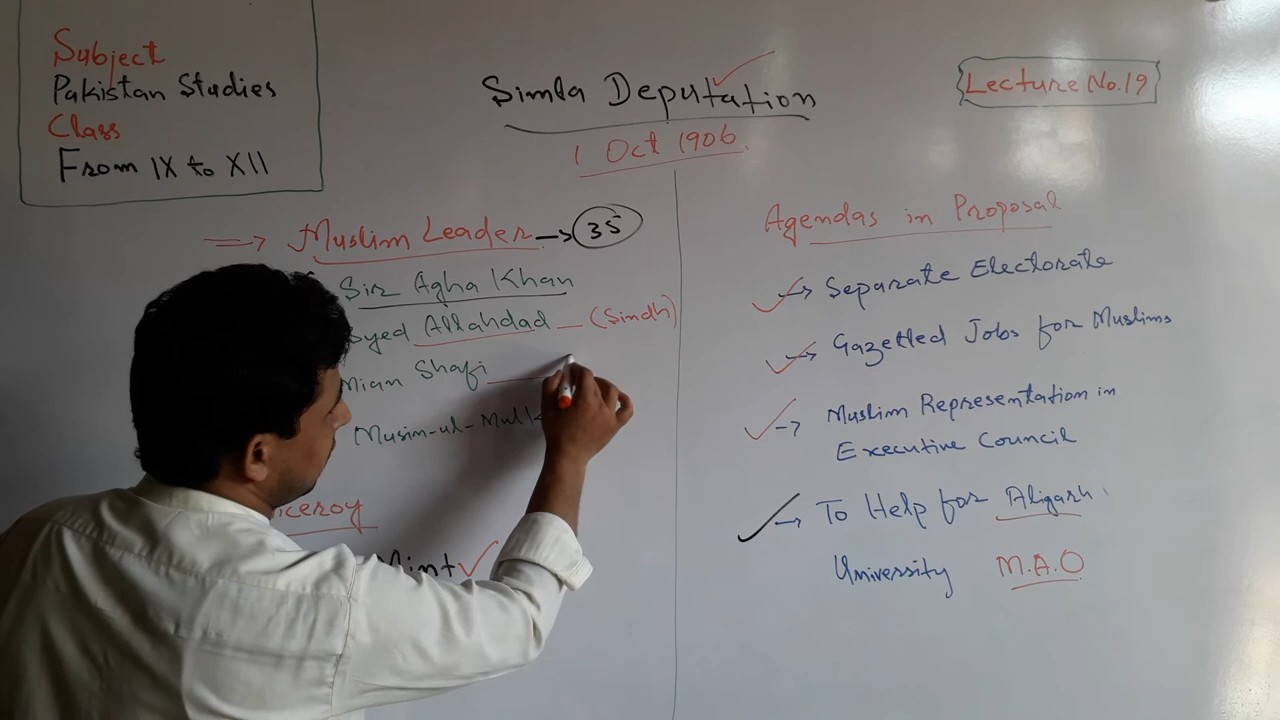 Subject
Pakistan Studies
Class
From IX to XII
Simla Deputation
1 Oct 1906
Lecture No.19
Muslim Leader → 35
Sir Agha Khan
Syed Allahdad — (Sindh)
Mian Shafi
Musim-ul-Mulk
Viceroy
Minto
Agendas in Proposal
→ Separate Electorate
→ Gazetted Jobs for Muslims
→ Muslim Representation in
Executive Council
→ To Help for Aligarh
University M.A.O